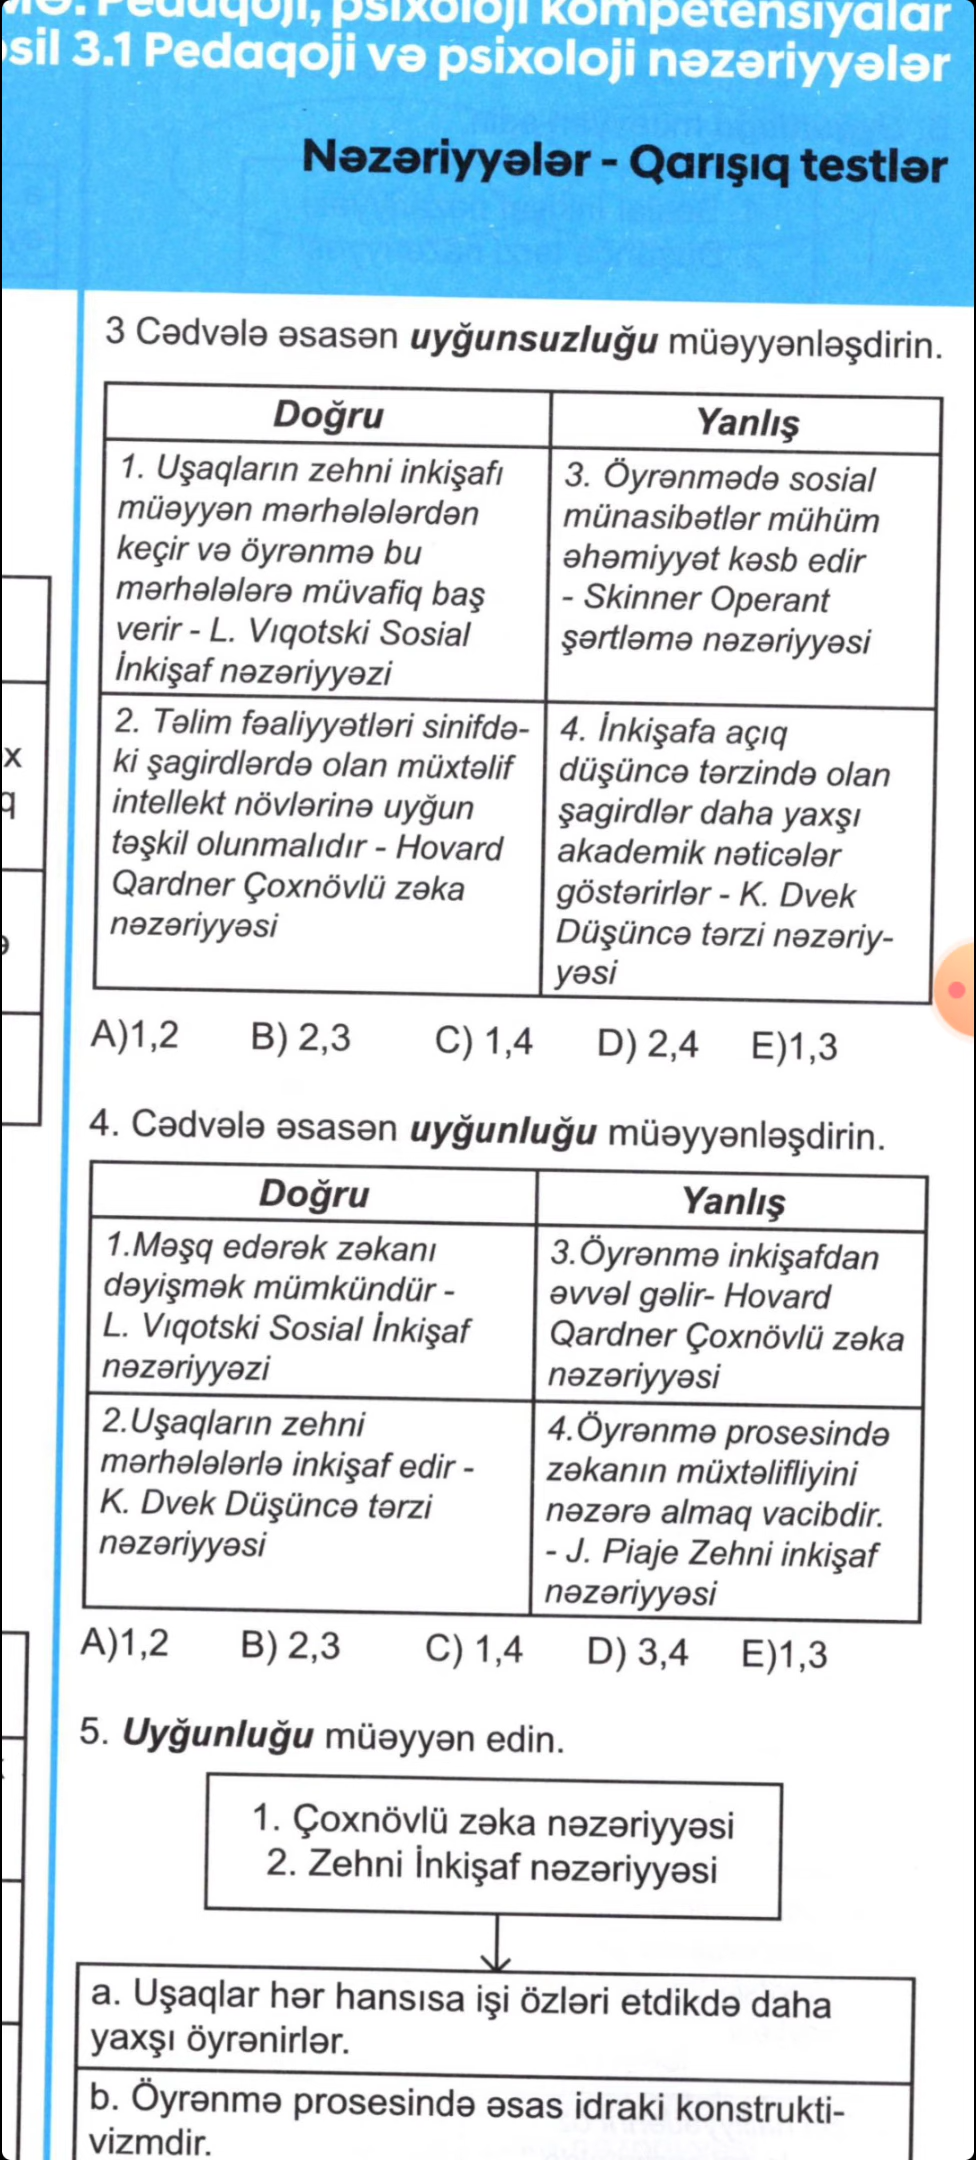 Pedaqoji, psixoloji kompetensiyalar
sil 3.1 Pedaqoji və psixoloji nəzəriyyələr
Nəzəriyyələr - Qarışıq testlər
3 Cədvələ əsasən uyğunsuzluğu müəyyənləşdirin.
Doğru
Yanlış
1. Uşaqların zehni inkişafı
müəyyən mərhələlərdən
keçir və öyrənmə bu
mərhələlərə müvafiq baş
verir - L. Vıqotski Sosial
İnkişaf nəzəriyyəzi
3. Öyrənmədə sosial
münasibətlər mühüm
əhəmiyyət kəsb edir
- Skinner Operant
şərtləmə nəzəriyyəsi
2. Təlim fəaliyyətləri sinifdə-
ki şagirdlərdə olan müxtəlif
intellekt növlərinə uyğun
təşkil olunmalıdır - Hovard
Qardner Çoxnövlü zəka
nəzəriyyəsi
4. İnkişafa açıq
düşüncə tərzində olan
şagirdlər daha yaxşı
akademik nəticələr
göstərirlər - K. Dvek
Düşüncə tərzi nəzəriy-
yəsi
A)1,2 B) 2,3 C) 1,4 D) 2,4 E)1,3
4. Cədvələ əsasən uyğunluğu müəyyənləşdirin.
Doğru
Yanlış
1.Məşq edərək zəkanı
dəyişmək mümkündür -
L. Vıqotski Sosial İnkişaf
nəzəriyyəzi
3.Öyrənmə inkişafdan
əvvəl gəlir- Hovard
Qardner Çoxnövlü zəka
nəzəriyyəsi
2.Uşaqların zehni
mərhələlərlə inkişaf edir -
K. Dvek Düşüncə tərzi
nəzəriyyəsi
4.Öyrənmə prosesində
zəkanın müxtəlifliyini
nəzərə almaq vacibdir.
- J. Piaje Zehni inkişaf
nəzəriyyəsi
A)1,2 B) 2,3 C) 1,4 D) 3,4 E)1,3
5. Uyğunluğu müəyyən edin.
1. Çoxnövlü zəka nəzəriyyəsi
2. Zehni İnkişaf nəzəriyyəsi
a. Uşaqlar hər hansısa işi özləri etdikdə daha
yaxşı öyrənirlər.
b. Öyrənmə prosesində əsas idraki konstrukti-
vizmdir.